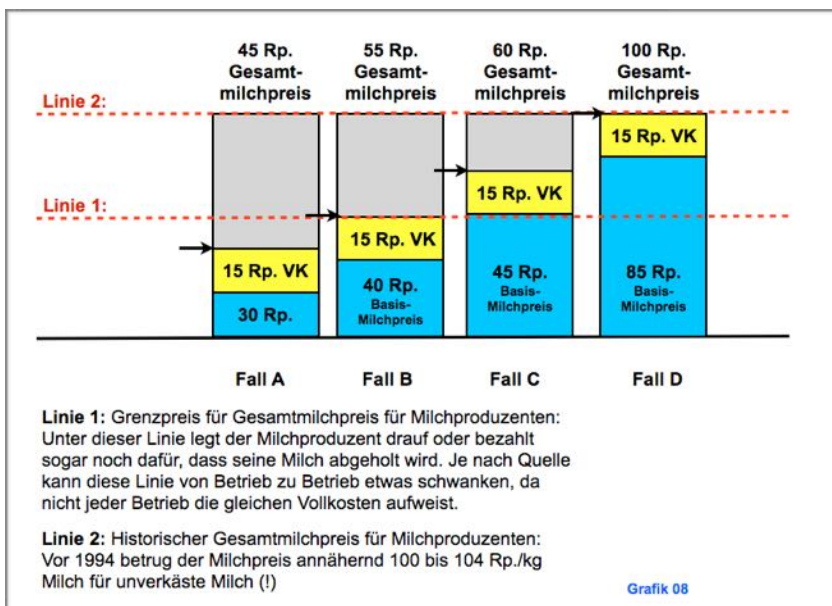 45 Rp.
Gesamt-
milchpreis
55 Rp.
Gesamt-
milchpreis
60 Rp.
Gesamt-
milchpreis
100 Rp.
Gesamt-
milchpreis
Linie 2:
Linie 1:
15 Rp. VK
30 Rp.
15 Rp. VK
40 Rp.
Basis-
Milchpreis
15 Rp. VK
45 Rp.
Basis-
Milchpreis
15 Rp. VK
85 Rp.
Basis-
Milchpreis
Fall A
Fall B
Fall C
Fall D
Linie 1: Grenzpreis für Gesamtmilchpreis für Milchproduzenten:
Unter dieser Linie legt der Milchproduzent drauf oder bezahlt
sogar noch dafür, dass seine Milch abgeholt wird. Je nach Quelle
kann diese Linie von Betrieb zu Betrieb etwas schwanken, da
nicht jeder Betrieb die gleichen Vollkosten aufweist.
Linie 2: Historischer Gesamtmilchpreis für Milchproduzenten:
Vor 1994 betrug der Milchpreis annähernd 100 bis 104 Rp./kg
Milch für unverkäste Milch (!)
Grafik 08